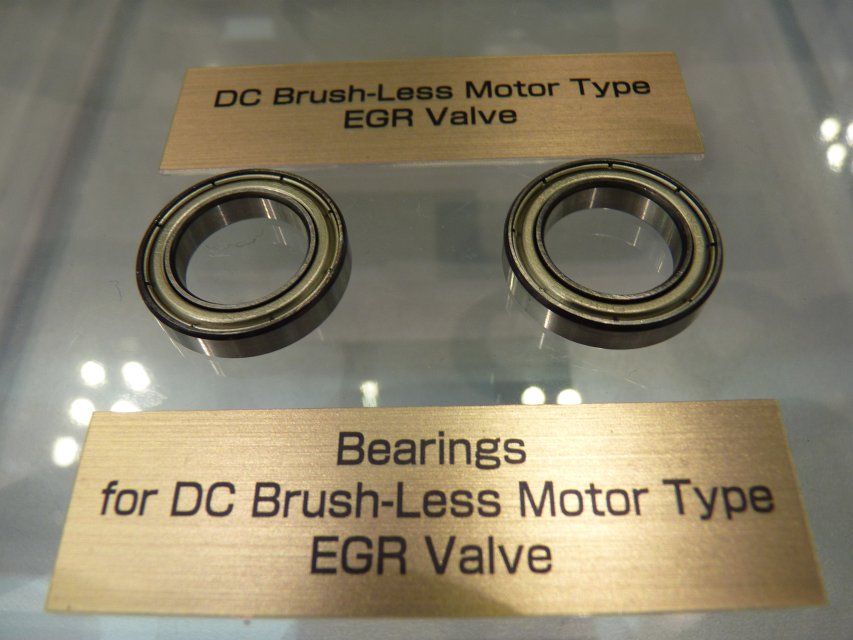 DC Brush-Less Motor Type
EGR Valve
Bearings
for DC Brush-Less Motor Type
EGR Valve